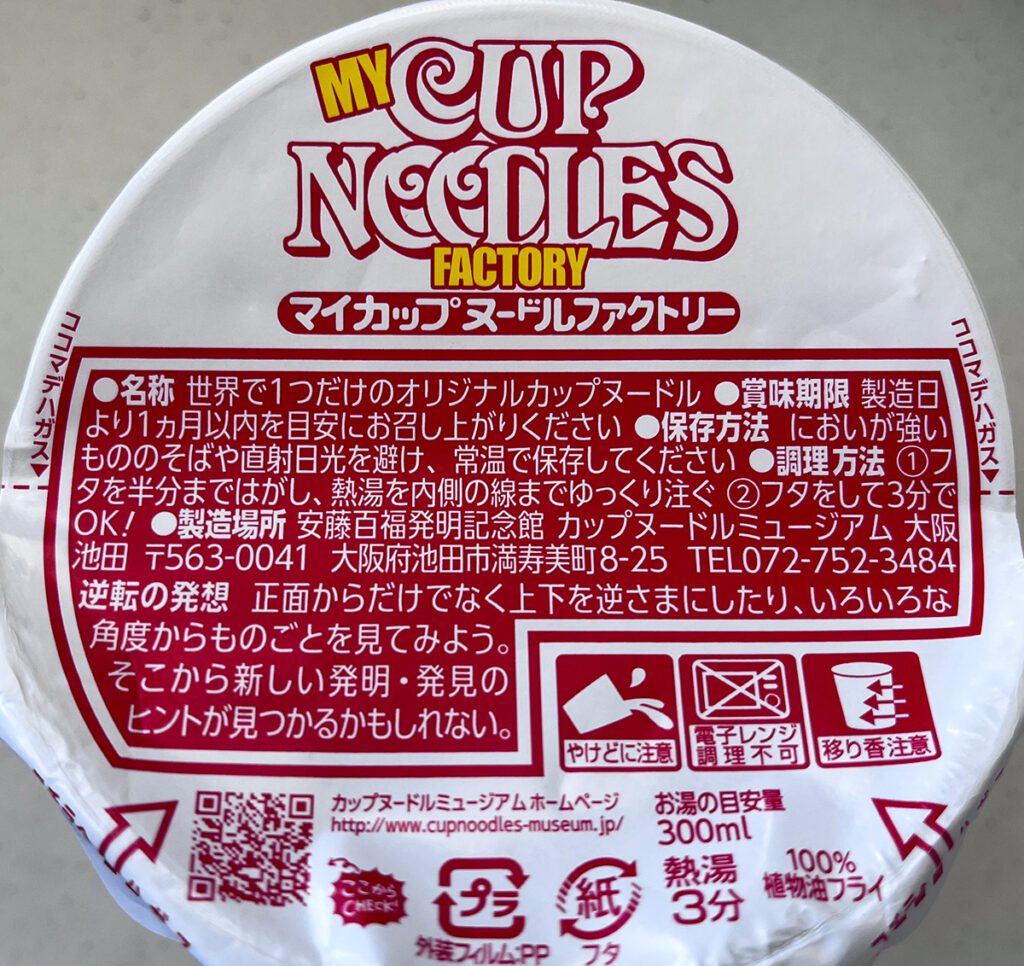 MY CUP
NOODLES
FACTORY
マイカップヌードルファクトリー
ココマデハガス
ココマデハガス
●名称 世界で1つだけのオリジナルカップヌードル ●賞味期限 製造日
より1ヵ月以内を目安にお召し上がりください ●保存方法 においが強い
もののそばや直射日光を避け、常温で保存してください ●調理方法 ①フ
タを半分まではがし、熱湯を内側の線までゆっくり注ぐ ②フタをして3分で
OK! ●製造場所 安藤百福発明記念館 カップヌードルミュージアム 大阪
池田 〒563-0041 大阪府池田市満寿美町8-25 TEL072-752-3484
逆転の発想 正面からだけでなく上下を逆さまにしたり、いろいろな
角度からものごとを見てみよう。
そこから新しい発明・発見の
ヒントが見つかるかもしれない。
やけどに注意
電子レンジ
調理不可
移り香注意
カップヌードルミュージアム ホームページ
http://www.cupnoodles-museum.jp/
お湯の目安量
300ml
熱湯
3分
100%
植物油フライ
ここから
CHECK!
プラ
外装フィルム:PP
紙
フタ